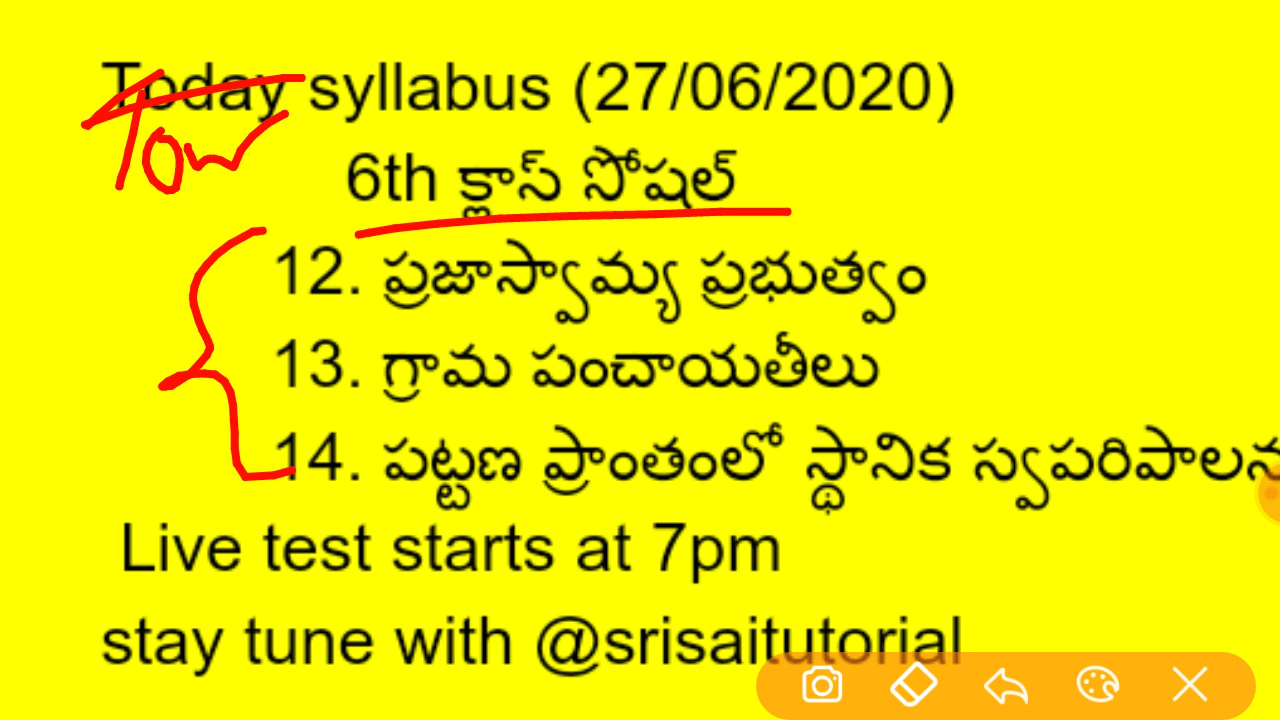 Today syllabus (27/06/2020)
Tow
6th క్లాస్ సోషల్
12. ప్రజాస్వామ్య ప్రభుత్వం
13. గ్రామ పంచాయతీలు
14. పట్టణ ప్రాంతంలో స్థానిక స్వపరిపాలన
Live test starts at 7pm
stay tune with @srisaitutorial